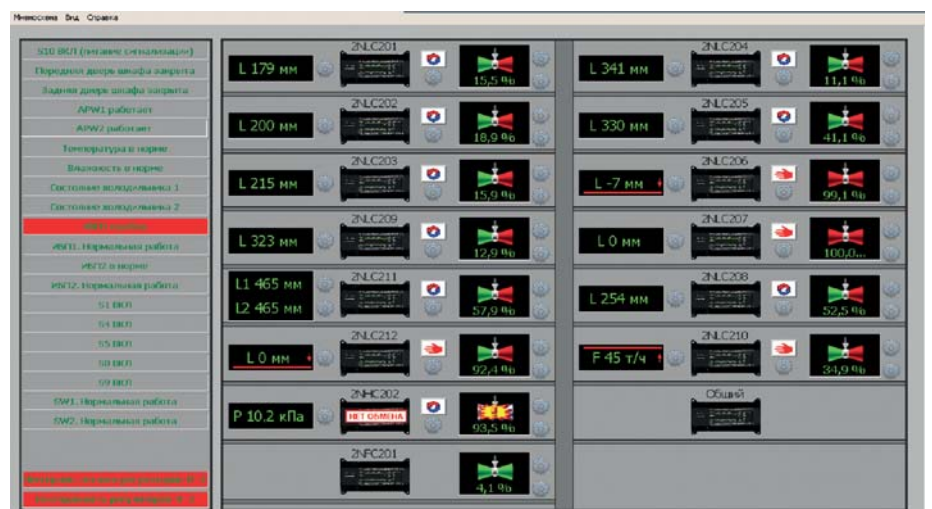 Мнемосхема Вид Справка
S10 ВКЛ (питание сигнализации)
Передняя дверь шкафа закрыта
Задняя дверь шкафа закрыта
APW1 работает
APW2 работает
Температура в норме
Влажность в норме
Состояние холодильника 1
Состояние холодильника 2
ИБП1. Нормальная работа
ИБП2 в норме
ИБП2. Нормальная работа
S1 ВКЛ
S4 ВКЛ
S5 ВКЛ
S8 ВКЛ
S9 ВКЛ
SW1. Нормальная работа
SW2. Нормальная работа
2NLC201
L 179 мм
15,5 %
2NLC202
L 200 мм
18,9 %
2NLC203
L 215 мм
15,9 %
2NLC209
L 323 мм
12,9 %
2NLC211
L1 465 мм
L2 465 мм
57,9 %
2NLC212
L 0 мм
92,4 %
2NHC202
P 10.2 кПа
НЕТ ОБМЕНА
93,5 %
2NFC201
4,1 %
2NLC204
L 341 мм
11,1 %
2NLC205
L 330 мм
41,1 %
2NLC206
L -7 мм
99,1 %
2NLC207
L 0 мм
100,0...
2NLC208
L 254 мм
52,5 %
2NLC210
F 45 т/ч
34,9 %
Общий